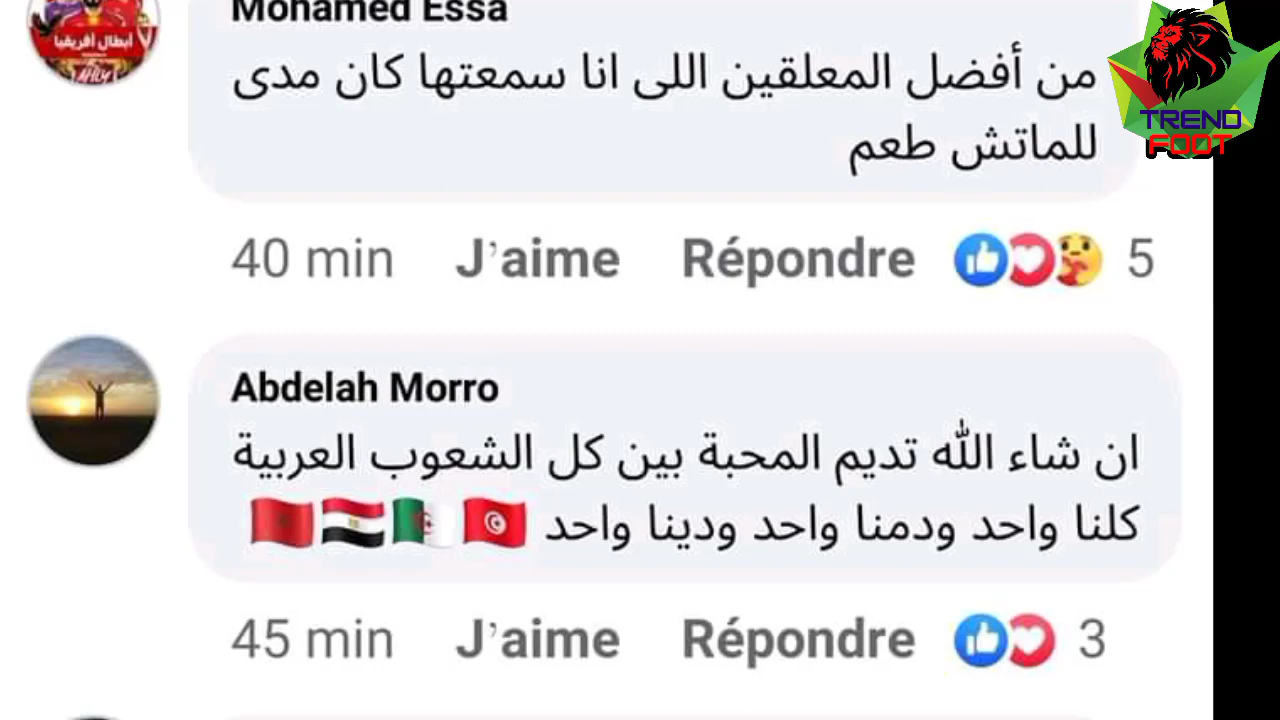 Mohamed Essa
أبطال أفريقيا
من أفضل المعلقين اللى انا سمعتها كان مدى
للماتش طعم
TREND
FOOT
40 min J'aime Répondre 5
Abdelah Morro
ان شاء الله تديم المحبة بين كل الشعوب العربية
كلنا واحد ودمنا واحد ودينا واحد 🇹🇳🇩🇿🇪🇬🇲🇦
45 min J'aime Répondre 3